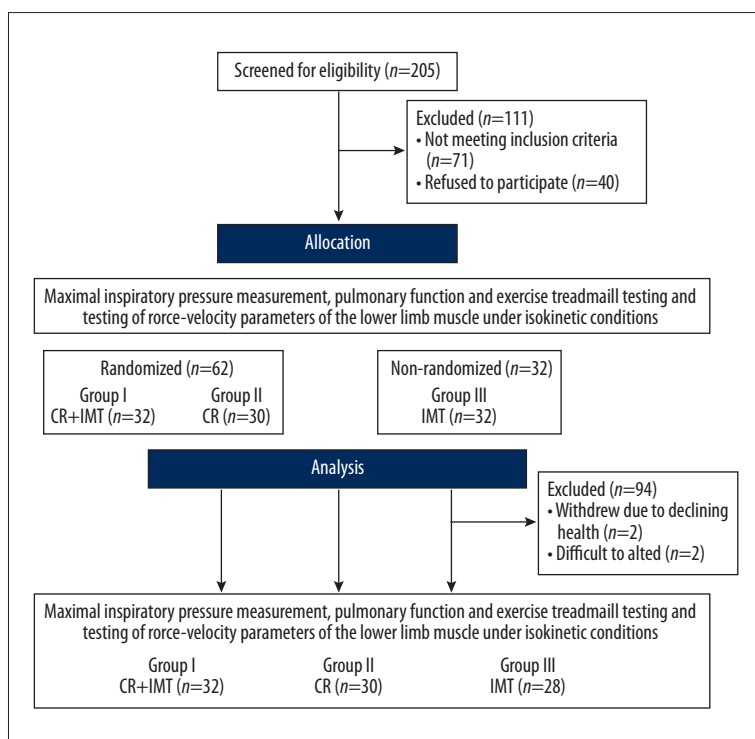 Screened for eligibility (n=205)
Excluded (n=111)
• Not meeting inclusion criteria
(n=71)
• Refused to participate (n=40)
Allocation
Maximal inspiratory pressure measurement, pulmonary function and exercise treadmaill testing and
testing of rorce-velocity parameters of the lower limb muscle under isokinetic conditions
Randomized (n=62)
Group I
CR+IMT (n=32)
Group II
CR (n=30)
Non-randomized (n=32)
Group III
IMT (n=32)
Analysis
Excluded (n=94)
• Withdrew due to declining
health (n=2)
• Difficult to alted (n=2)
Maximal inspiratory pressure measurement, pulmonary function and exercise treadmaill testing and
testing of rorce-velocity parameters of the lower limb muscle under isokinetic conditions
Group I
CR+IMT (n=32)
Group II
CR (n=30)
Group III
IMT (n=28)